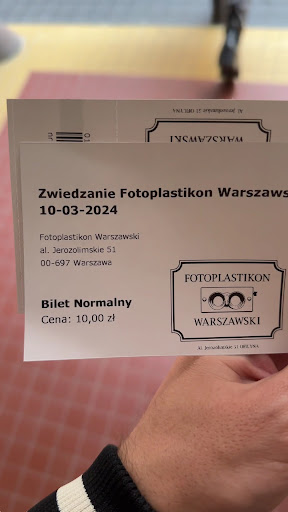 WARSZAWSKI
Zwiedzanie Fotoplastikon Warszaws
10-03-2024
Fotoplastikon Warszawski
al. Jerozolimskie 51
00-697 Warszawa
FOTOPLASTIKON
WARSZAWSKI
Bilet Normalny
Cena: 10,00 zł